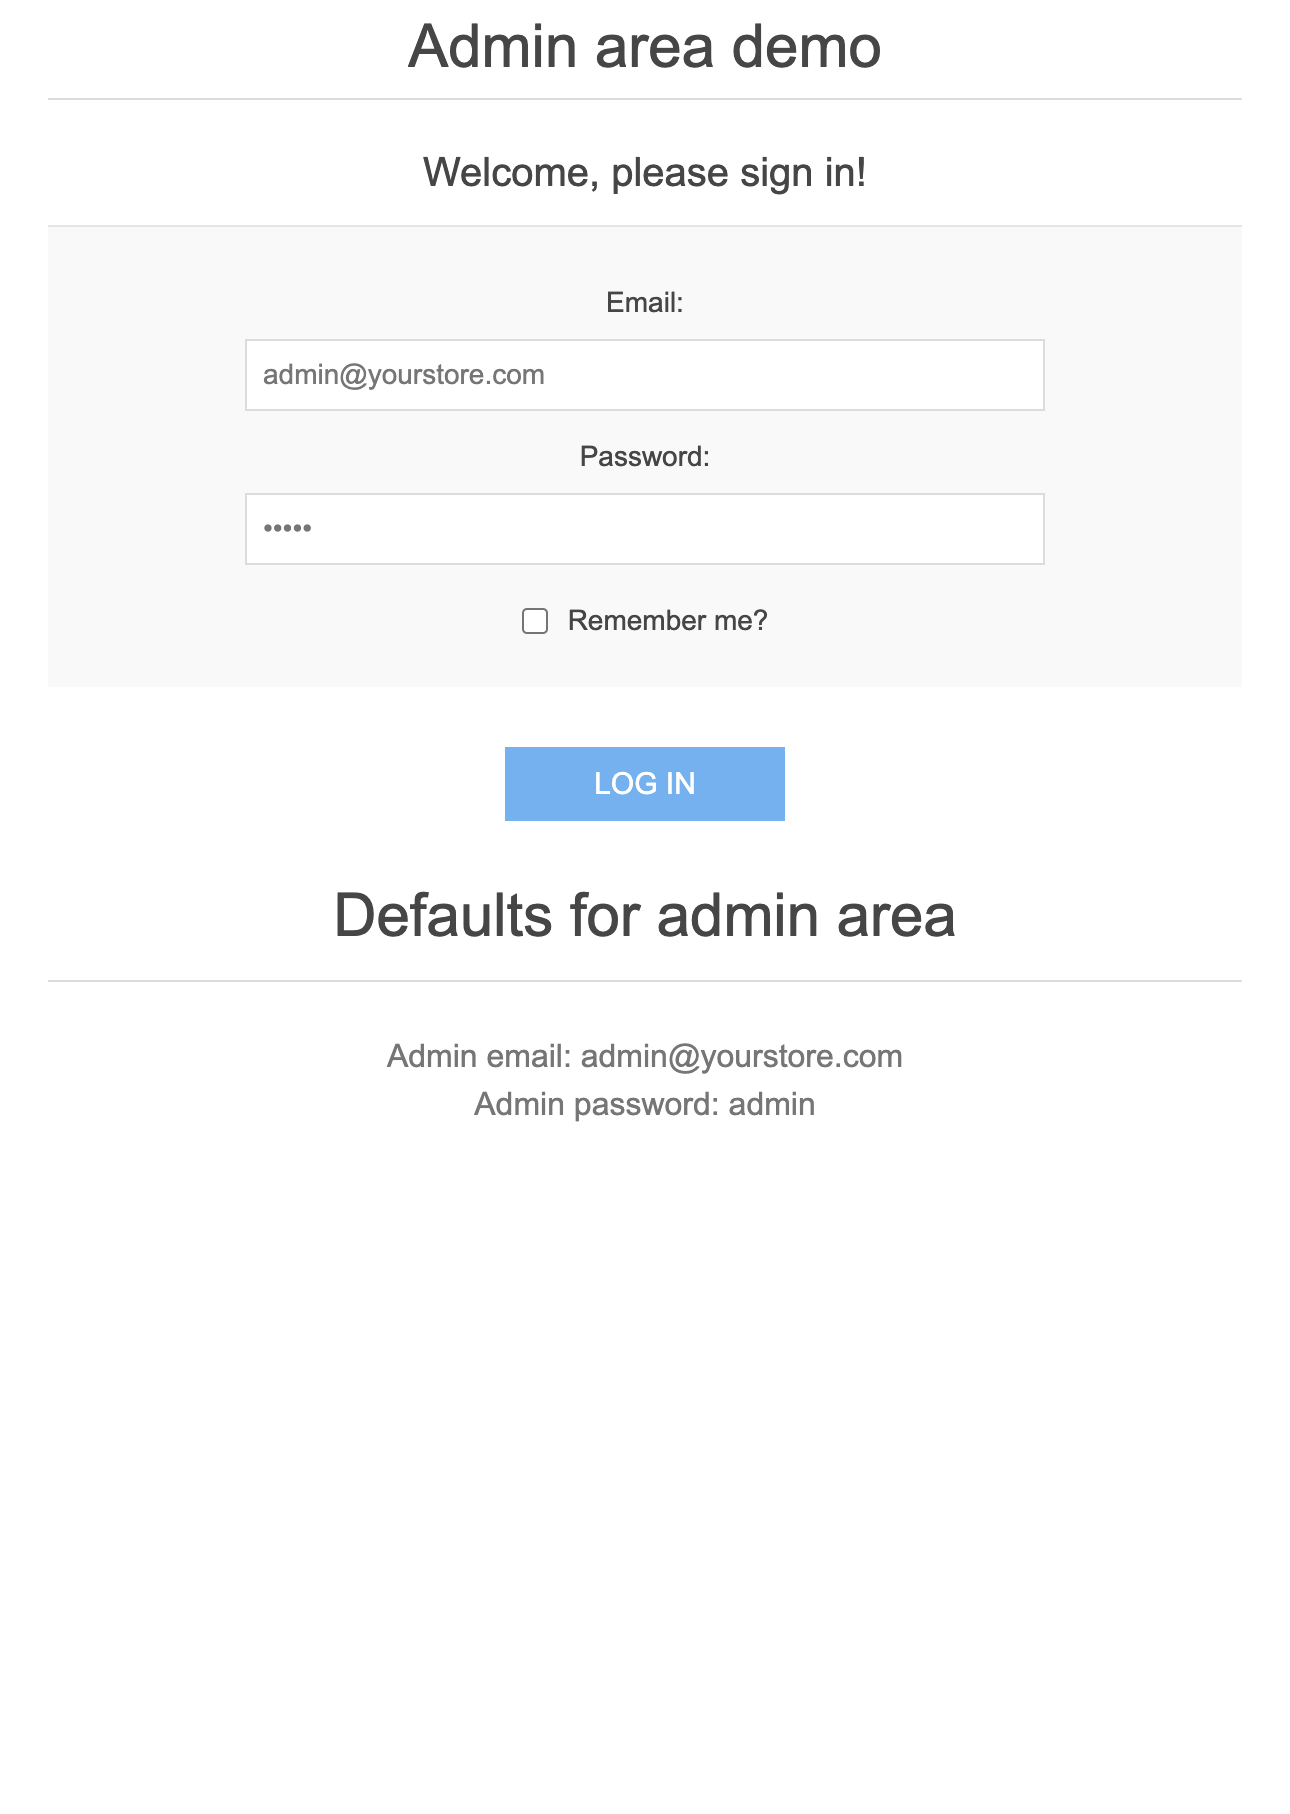 Admin area demo
Welcome, please sign in!
Email:
admin@yourstore.com
Password:
•••••
Remember me?
LOG IN
Defaults for admin area
Admin email: admin@yourstore.com
Admin password: admin